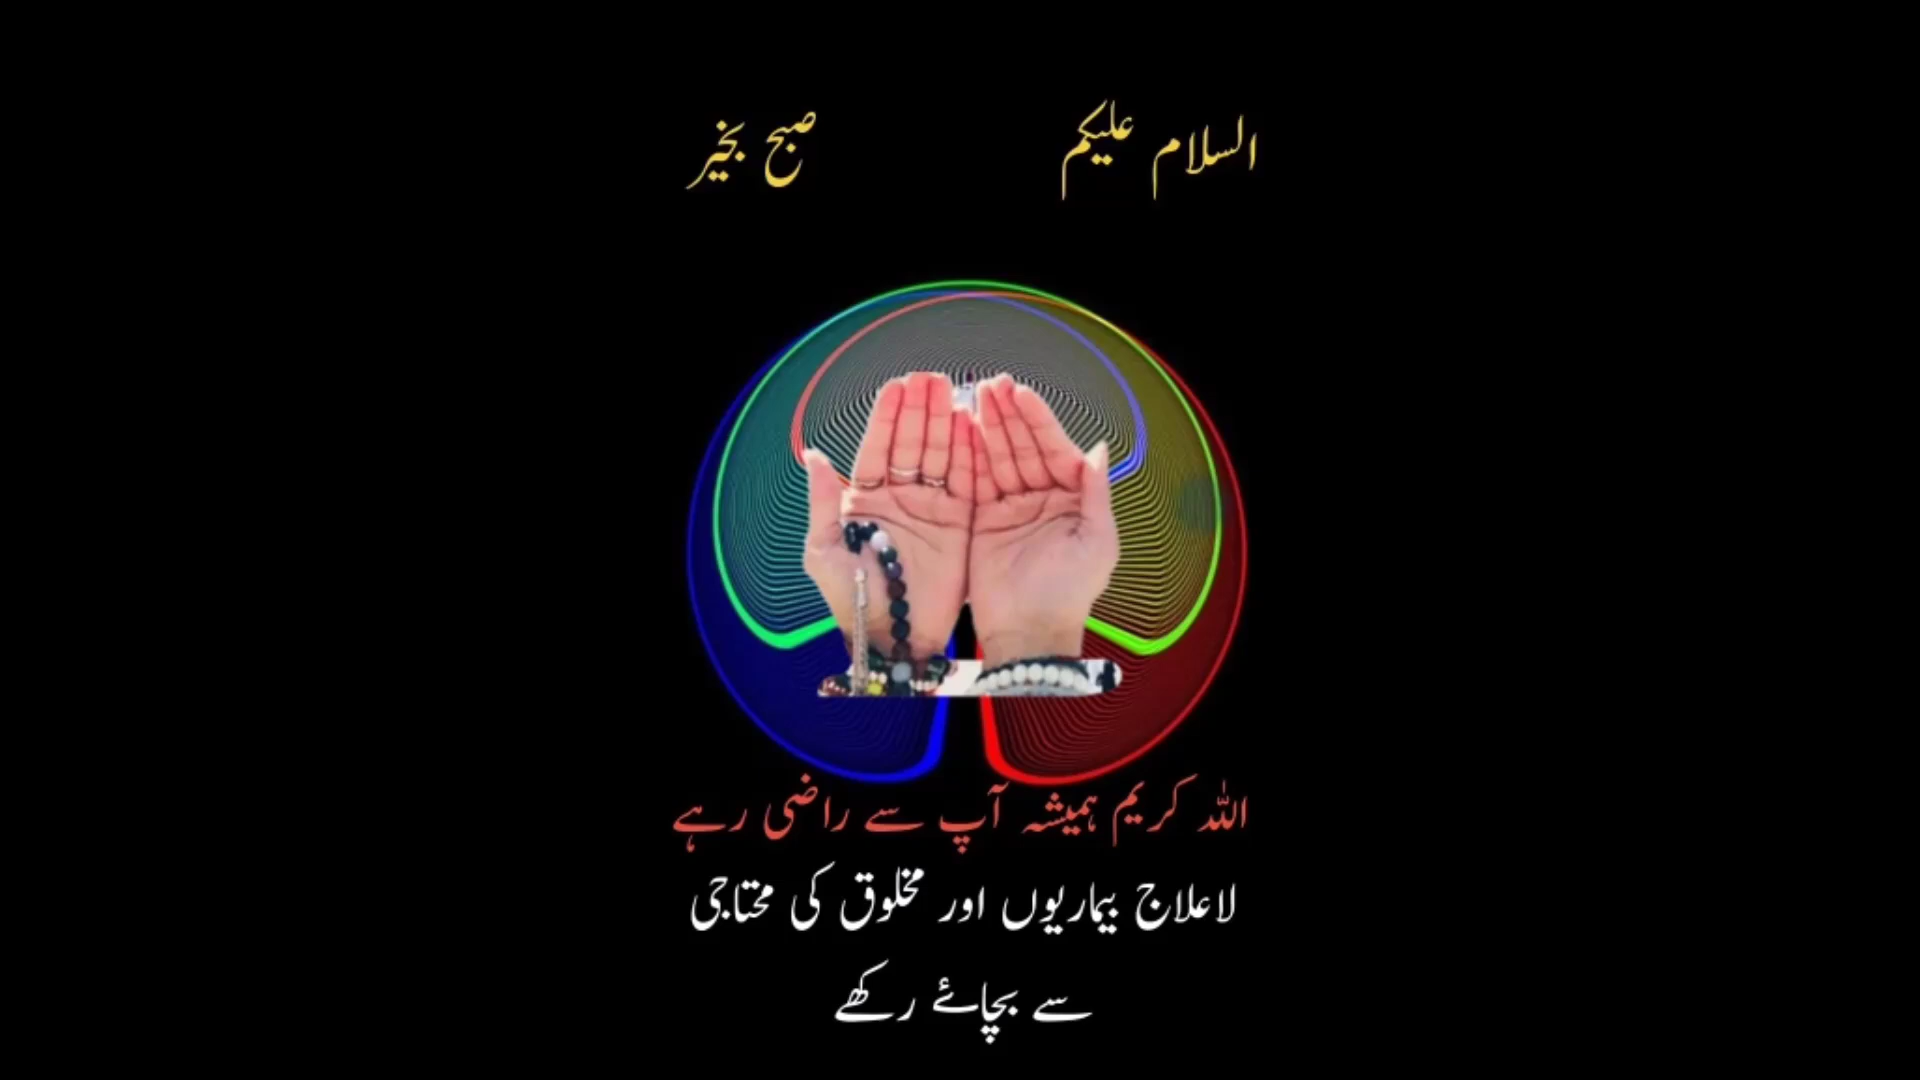 السلام علیکم صبح بخیر
اللہ کریم ہمیشہ آپ سے راضی رہے
لاعلاج بیماریوں اور مخلوق کی محتاجی
سے بچائے رکھے